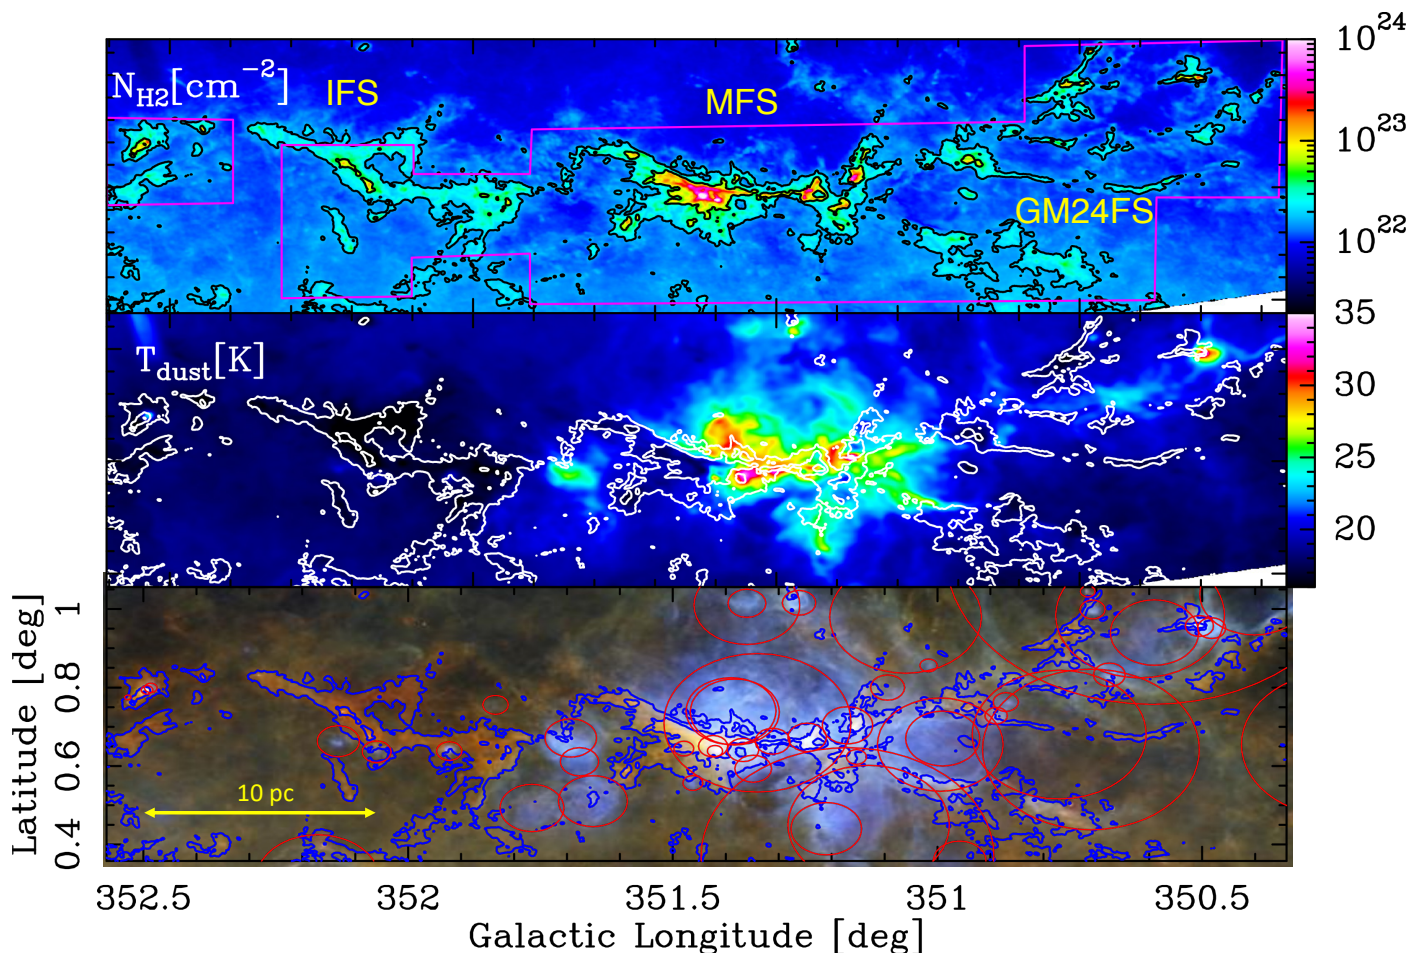 N_H2[cm^−2]
IFS
MFS
GM24FS
10^24
10^23
10^22
T_dust[K]
35
30
25
20
10 pc
Latitude [deg]
1
0.8
0.6
0.4
352.5 352 351.5 351 350.5
Galactic Longitude [deg]